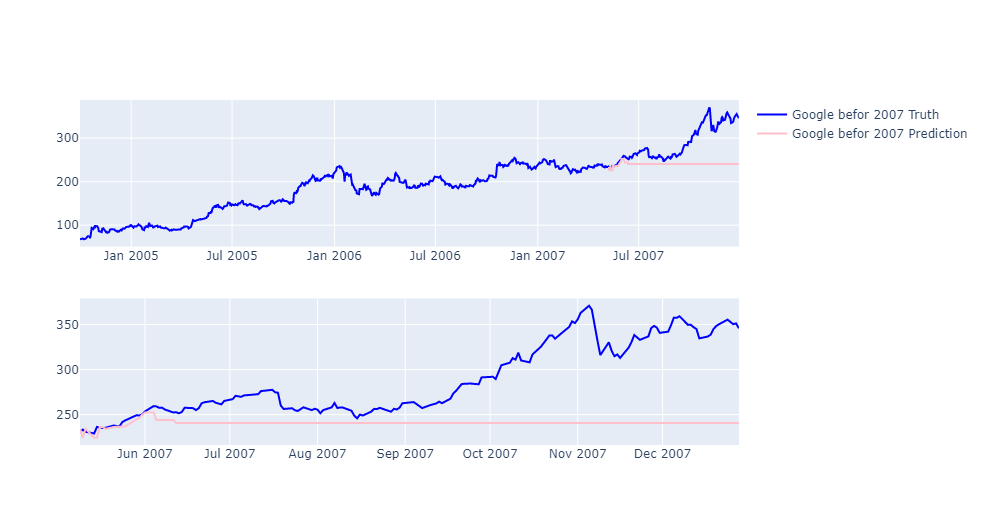 300
200
100
Jan 2005 Jul 2005 Jan 2006 Jul 2006 Jan 2007 Jul 2007
Google befor 2007 Truth
Google befor 2007 Prediction
350
300
250
Jun 2007 Jul 2007 Aug 2007 Sep 2007 Oct 2007 Nov 2007 Dec 2007